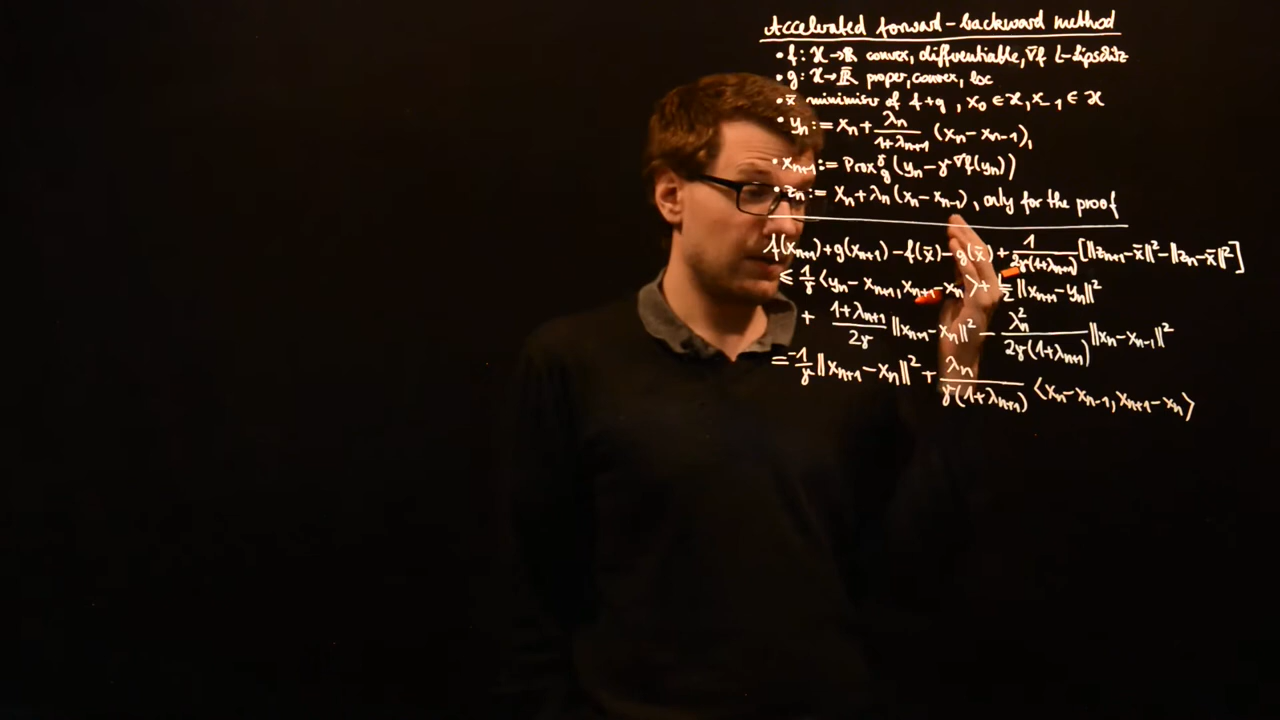 Accelerated forward-backward method
• f: X → ℝ convex, differentiable, ∇f L-Lipschitz
• g: X → ℝ̄ proper, convex, lsc
• x̄ minimiser of f+g, x₀ ∈ X, x₋₁ ∈ X
• yₙ := xₙ + λₙ/(1+λₙ₊₁) (xₙ − xₙ₋₁),
• xₙ₊₁ := Prox_g^γ (yₙ − γ∇f(yₙ))
• zₙ := xₙ + λₙ(xₙ − xₙ₋₁), only for the proof
f(xₙ₊₁) + g(xₙ₊₁) − f(x̄) − g(x̄) + 1/(2γ(1+λₙ₊₁)) [‖zₙ₊₁ − x̄‖² − ‖zₙ − x̄‖²]
≤ 1/γ ⟨yₙ − xₙ₊₁, xₙ₊₁ − xₙ⟩ + L/2 ‖xₙ₊₁ − yₙ‖²
+ (1+λₙ₊₁)/(2γ) ‖xₙ₊₁ − xₙ‖² − λₙ²/(2γ(1+λₙ₊₁)) ‖xₙ − xₙ₋₁‖²
= −1/γ ‖xₙ₊₁ − xₙ‖² + λₙ/(γ(1+λₙ₊₁)) ⟨xₙ − xₙ₋₁, xₙ₊₁ − xₙ⟩